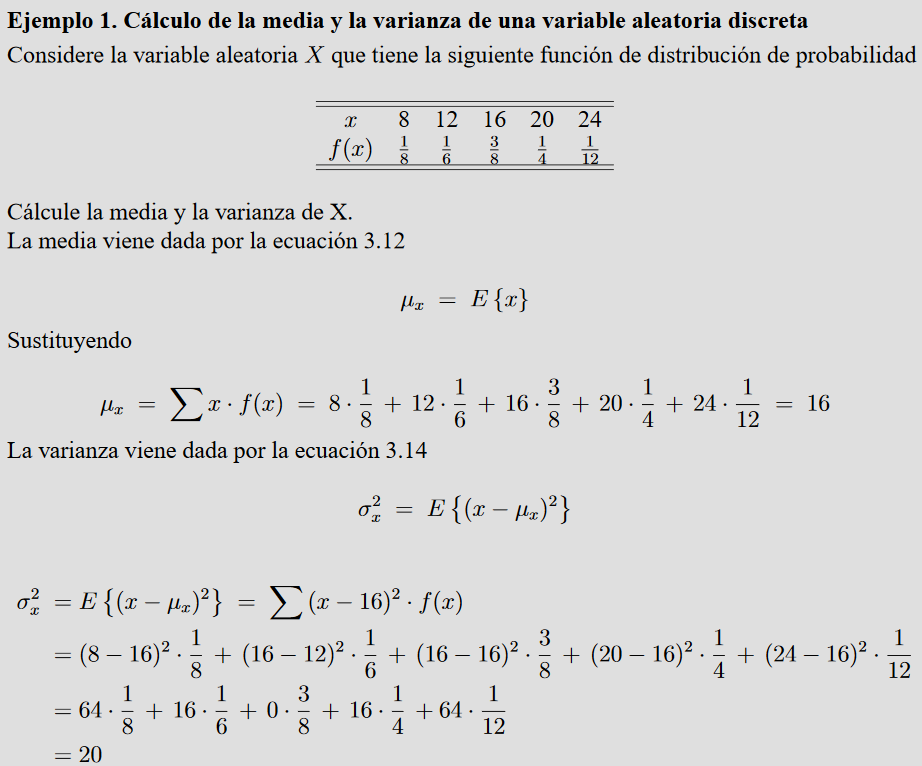 Ejemplo 1. Cálculo de la media y la varianza de una variable aleatoria discreta
Considere la variable aleatoria X que tiene la siguiente función de distribución de probabilidad
x 8 12 16 20 24
f(x) 1/8 1/6 3/8 1/4 1/12
Cálcule la media y la varianza de X.
La media viene dada por la ecuación 3.12
μₓ = E {x}
Sustituyendo
μₓ = ∑ x · f(x) = 8 · 1/8 + 12 · 1/6 + 16 · 3/8 + 20 · 1/4 + 24 · 1/12 = 16
La varianza viene dada por la ecuación 3.14
σₓ² = E {(x − μₓ)²}
σₓ² = E {(x − μₓ)²} = ∑ (x − 16)² · f(x)
= (8 − 16)² · 1/8 + (16 − 12)² · 1/6 + (16 − 16)² · 3/8 + (20 − 16)² · 1/4 + (24 − 16)² · 1/12
= 64 · 1/8 + 16 · 1/6 + 0 · 3/8 + 16 · 1/4 + 64 · 1/12
= 20